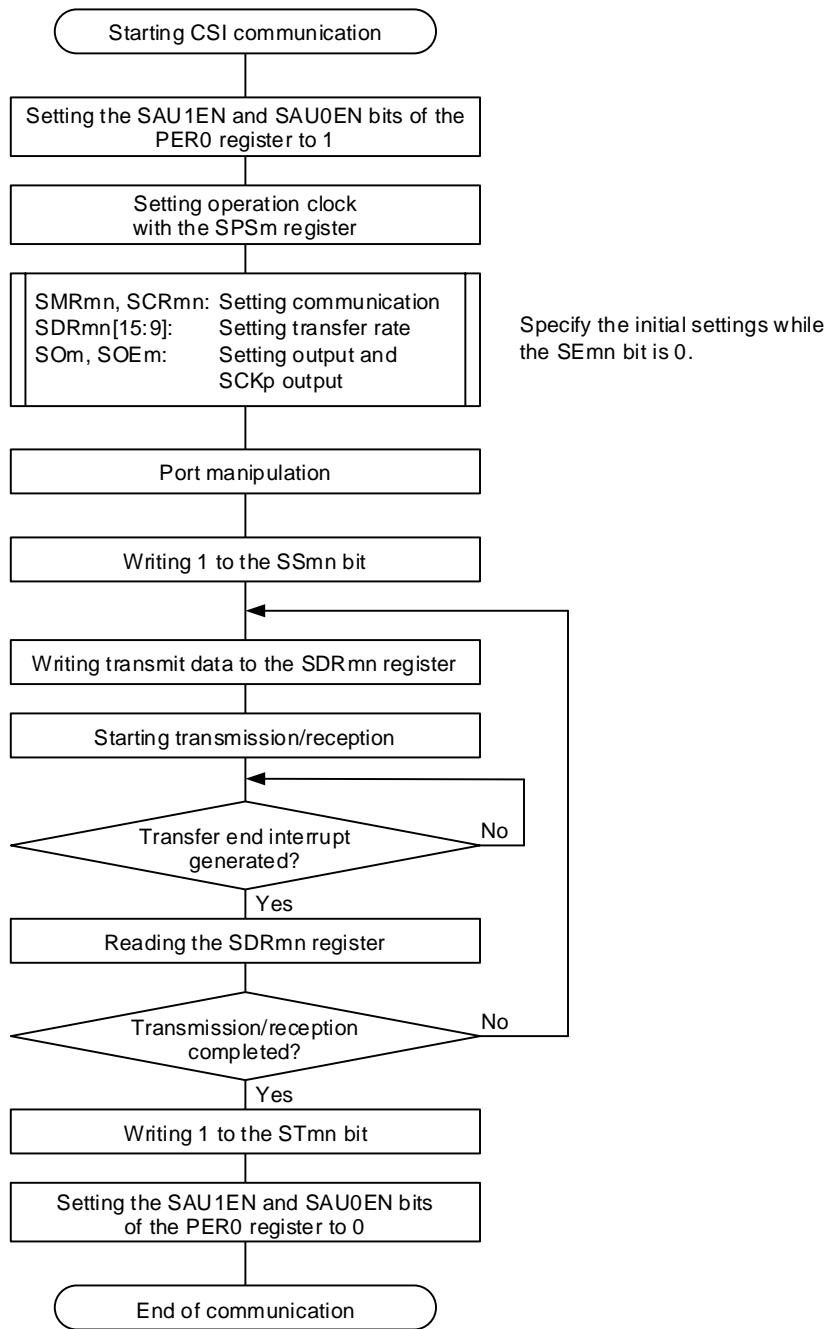 Starting CSI communication
Setting the SAU1EN and SAU0EN bits of the
PER0 register to 1
Setting operation clock
with the SPSm register
SMRmn, SCRmn: Setting communication
SDRmn[15:9]: Setting transfer rate
SOm, SOEm: Setting output and
SCKp output
Specify the initial settings while
the SEmn bit is 0.
Port manipulation
Writing 1 to the SSmn bit
Writing transmit data to the SDRmn register
Starting transmission/reception
Transfer end interrupt
generated?
No
Yes
Reading the SDRmn register
Transmission/reception
completed?
No
Yes
Writing 1 to the STmn bit
Setting the SAU1EN and SAU0EN bits
of the PER0 register to 0
End of communication